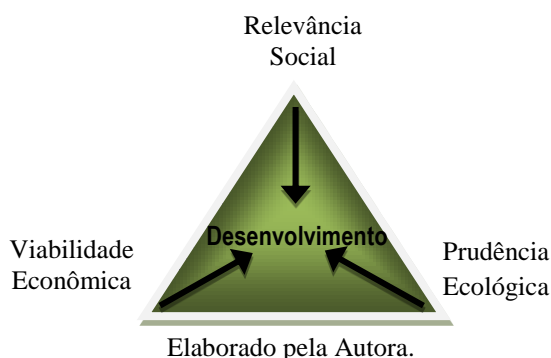 Relevância
Social
Desenvolvimento
Viabilidade
Econômica
Prudência
Ecológica
Elaborado pela Autora.